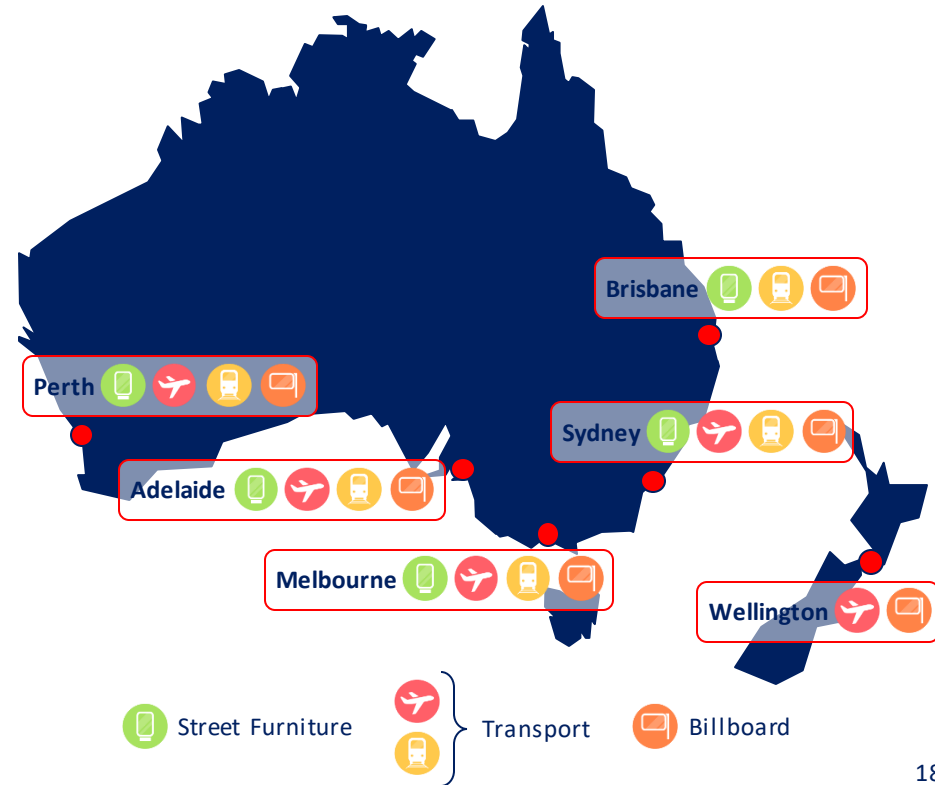 Brisbane
Perth
Sydney
Adelaide
Melbourne
Wellington
Street Furniture
Transport
Billboard
18